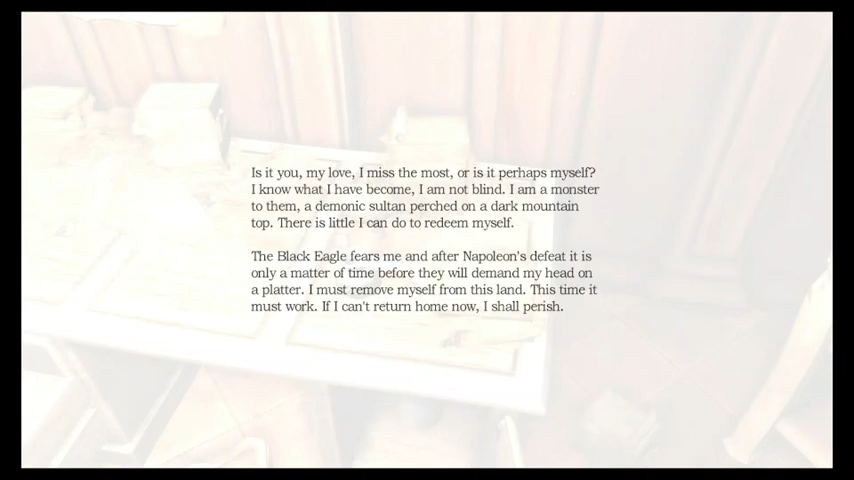 Is it you, my love, I miss the most, or is it perhaps myself?
I know what I have become, I am not blind. I am a monster
to them, a demonic sultan perched on a dark mountain
top. There is little I can do to redeem myself.
The Black Eagle fears me and after Napoleon's defeat it is
only a matter of time before they will demand my head on
a platter. I must remove myself from this land. This time it
must work. If I can't return home now, I shall perish.